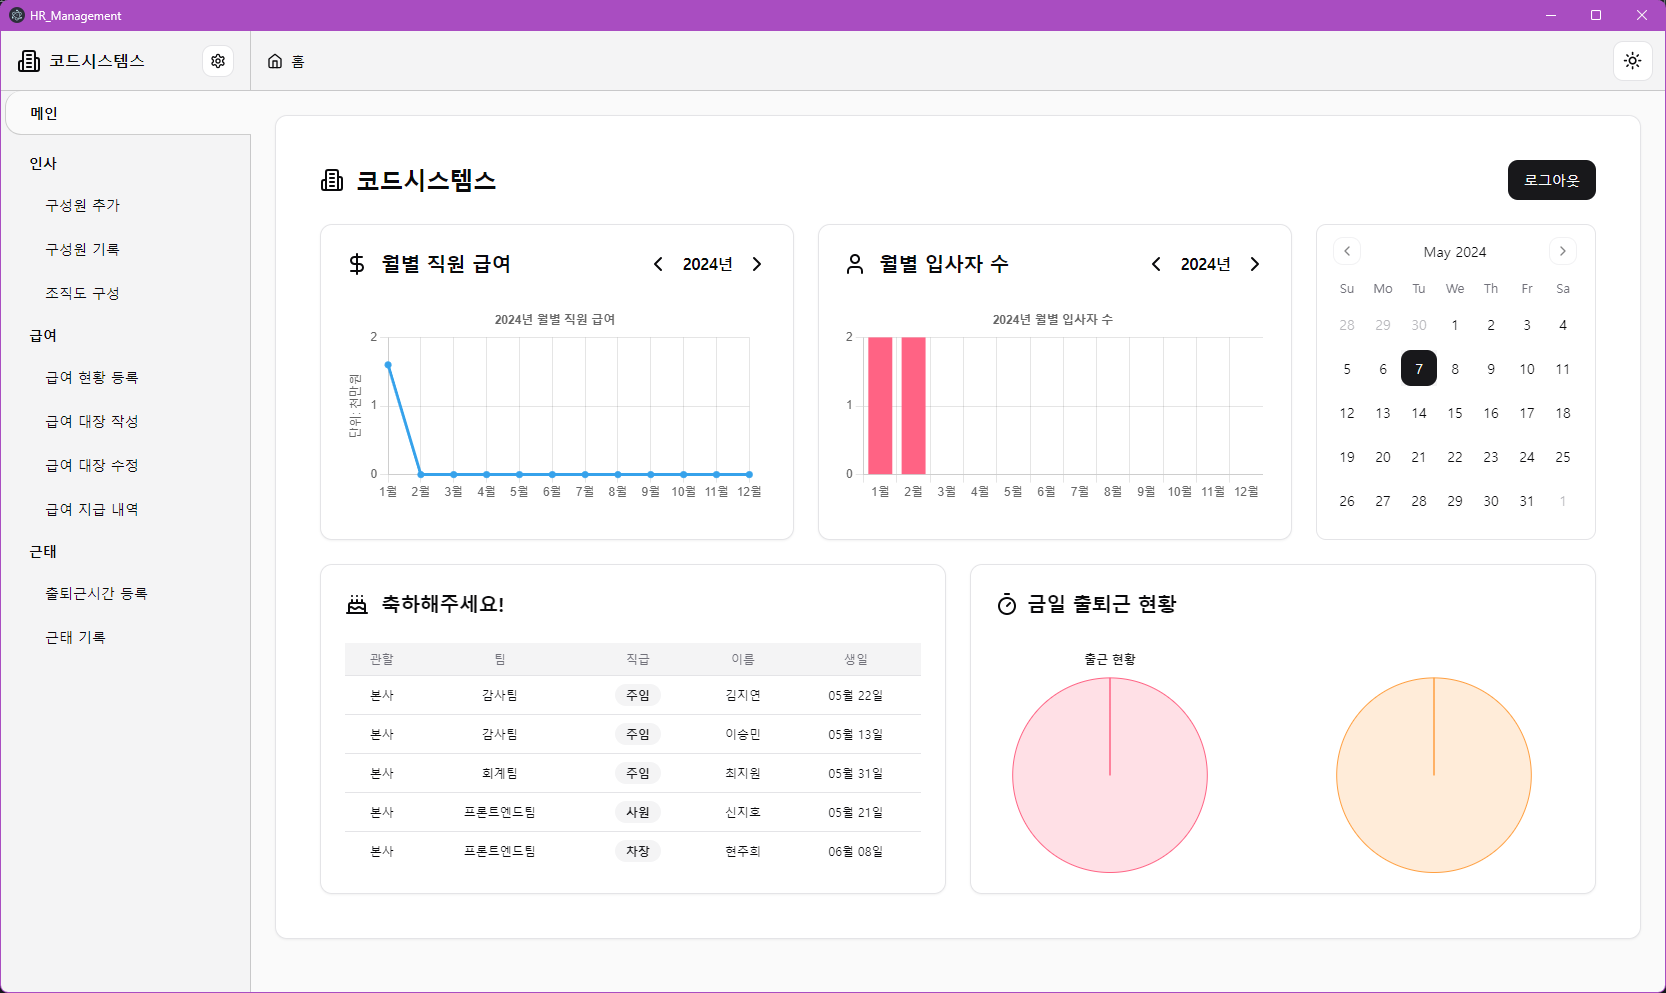 HR_Management
코드시스템스
홈
메인
인사
구성원 추가
구성원 기록
조직도 구성
급여
급여 현황 등록
급여 대장 작성
급여 대장 수정
급여 지급 내역
근태
출퇴근시간 등록
근태 기록
코드시스템스
로그아웃
월별 직원 급여
2024년
2024년 월별 직원 급여
단위: 천만원
2
1
0
1월 2월 3월 4월 5월 6월 7월 8월 9월 10월 11월 12월
월별 입사자 수
2024년
2024년 월별 입사자 수
2
1
0
1월 2월 3월 4월 5월 6월 7월 8월 9월 10월 11월 12월
May 2024
Su Mo Tu We Th Fr Sa
28 29 30 1 2 3 4
5 6 7 8 9 10 11
12 13 14 15 16 17 18
19 20 21 22 23 24 25
26 27 28 29 30 31 1
축하해주세요!
관할 팀 직급 이름 생일
본사 감사팀 주임 김지연 05월 22일
본사 감사팀 주임 이승민 05월 13일
본사 회계팀 주임 최지원 05월 31일
본사 프론트엔드팀 사원 신지호 05월 21일
본사 프론트엔드팀 차장 현주희 06월 08일
금일 출퇴근 현황
출근 현황